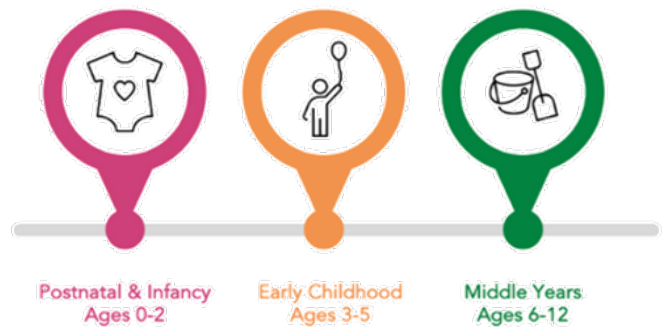 Postnatal & Infancy
Ages 0-2
Early Childhood
Ages 3-5
Middle Years
Ages 6-12